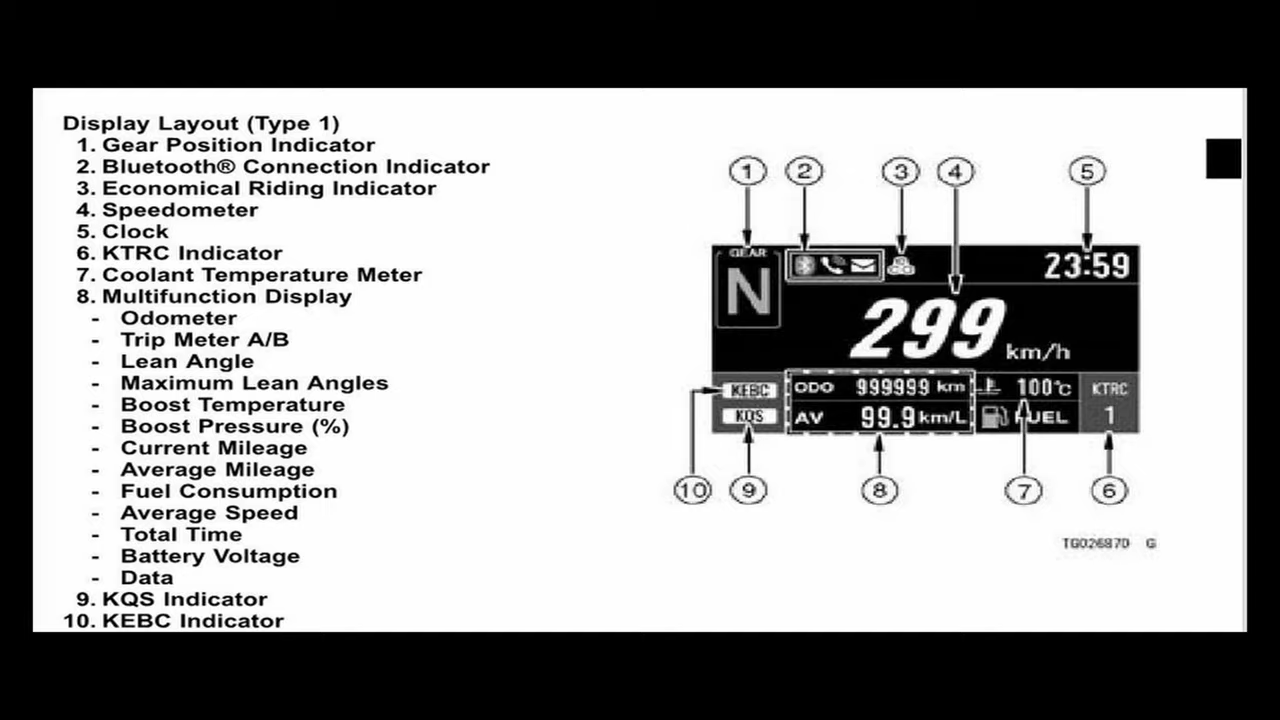 Display Layout (Type 1)
1. Gear Position Indicator
2. Bluetooth® Connection Indicator
3. Economical Riding Indicator
4. Speedometer
5. Clock
6. KTRC Indicator
7. Coolant Temperature Meter
8. Multifunction Display
- Odometer
- Trip Meter A/B
- Lean Angle
- Maximum Lean Angles
- Boost Temperature
- Boost Pressure (%)
- Current Mileage
- Average Mileage
- Fuel Consumption
- Average Speed
- Total Time
- Battery Voltage
- Data
9. KQS Indicator
10. KEBC Indicator
1 2 3 4 5
GEAR
N
23:59
299 km/h
KEBC ODO 999999 km 100°C KTRC
KQS AV 99.9 km/L FUEL 1
10 9 8 7 6
TG026870 G